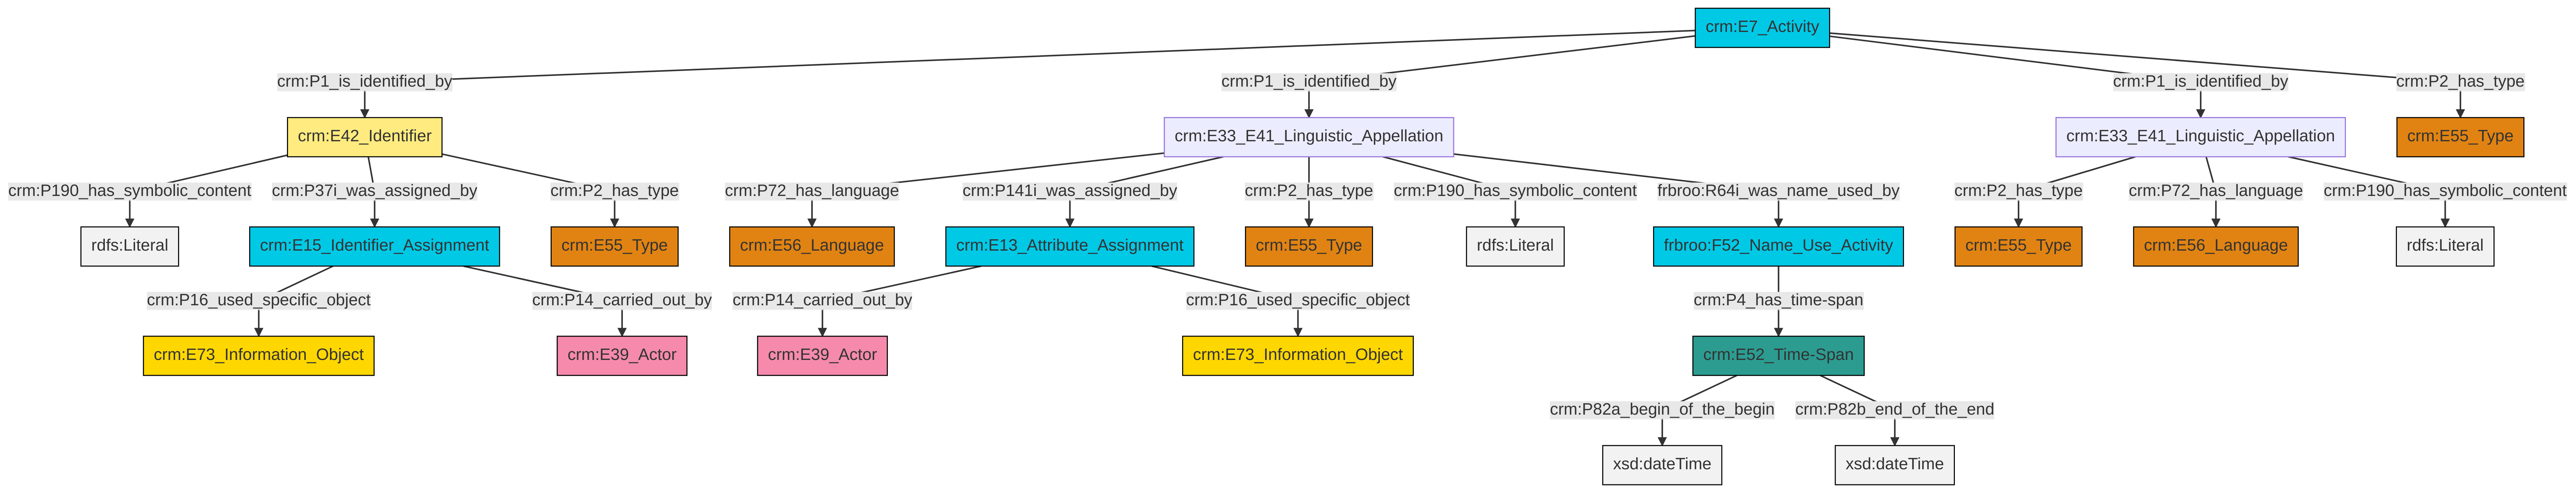 crm:E7_Activity
crm:P1_is_identified_by
crm:P1_is_identified_by
crm:P1_is_identified_by
crm:P2_has_type
crm:E42_Identifier
crm:E33_E41_Linguistic_Appellation
crm:E33_E41_Linguistic_Appellation
crm:E55_Type
crm:P190_has_symbolic_content
crm:P37i_was_assigned_by
crm:P2_has_type
crm:P72_has_language
crm:P141i_was_assigned_by
crm:P2_has_type
crm:P190_has_symbolic_content
frbroo:R64i_was_name_used_by
crm:P2_has_type
crm:P72_has_language
crm:P190_has_symbolic_content
rdfs:Literal
crm:E15_Identifier_Assignment
crm:E55_Type
crm:E56_Language
crm:E13_Attribute_Assignment
crm:E55_Type
rdfs:Literal
frbroo:F52_Name_Use_Activity
crm:E55_Type
crm:E56_Language
rdfs:Literal
crm:P16_used_specific_object
crm:P14_carried_out_by
crm:P14_carried_out_by
crm:P16_used_specific_object
crm:P4_has_time-span
crm:E73_Information_Object
crm:E39_Actor
crm:E39_Actor
crm:E73_Information_Object
crm:E52_Time-Span
crm:P82a_begin_of_the_begin
crm:P82b_end_of_the_end
xsd:dateTime
xsd:dateTime